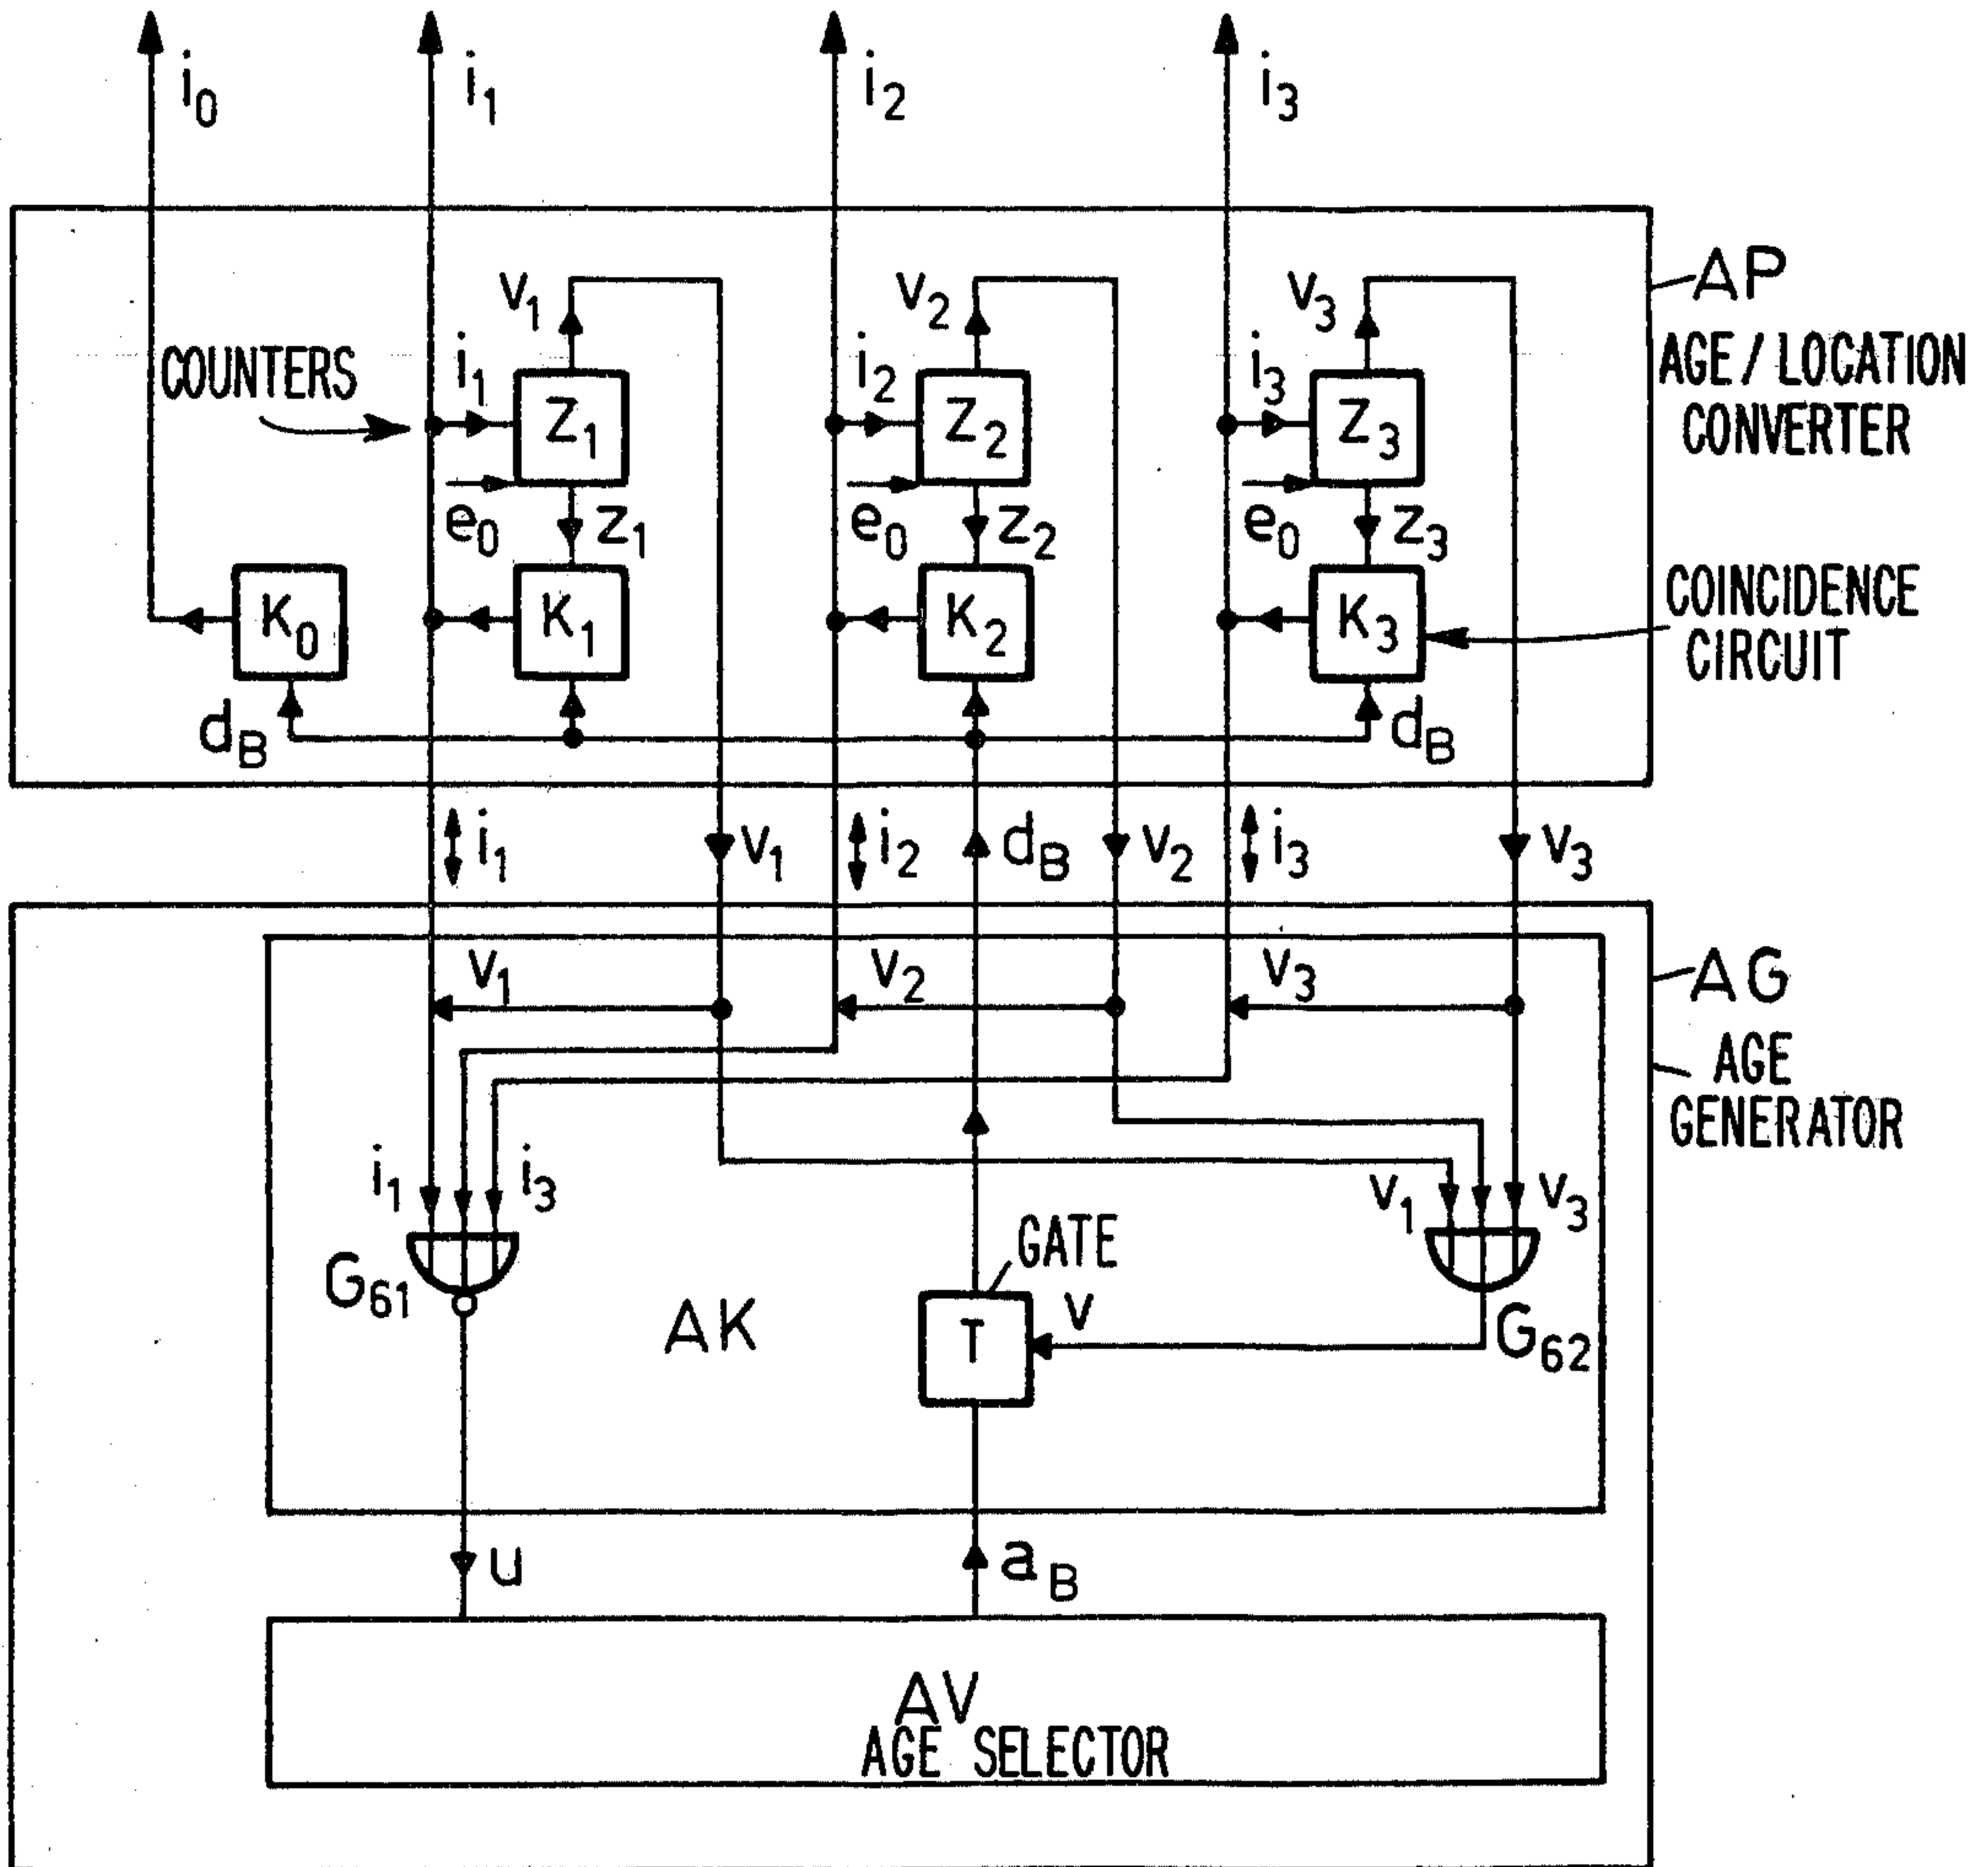 i0 i1 i2 i3
AP
AGE / LOCATION
CONVERTER
v1 v2 v3
COUNTERS
i1 Z1 i2 Z2 i3 Z3
e0 z1 e0 z2 e0 z3
K0 K1 K2 K3
COINCIDENCE
CIRCUIT
dB dB
i1 v1 i2 dB v2 i3 v3
v1 v2 v3
AG
AGE
GENERATOR
i1 i3 v1 v3
GATE
G61 AK T v G62
u aB
AV
AGE SELECTOR